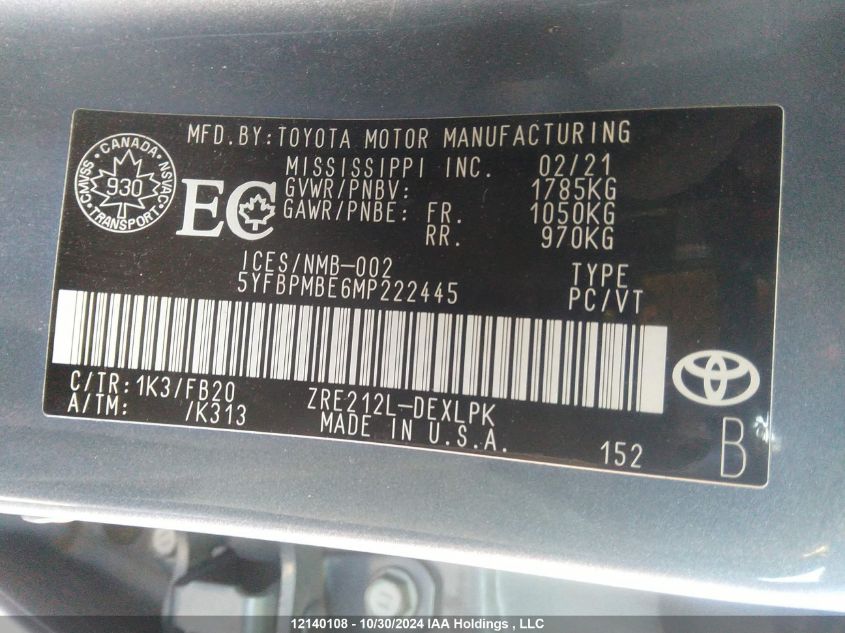 MFD.BY:TOYOTA MOTOR MANUFACTURING
MISSISSIPPI INC. 02/21
GVWR/PNBV: 1785KG
GAWR/PNBE: FR. 1050KG
RR. 970KG
CANADA
CMVSS 930 NSVAC
TRANSPORT
EC
ICES/NMB-002
5YFBPMBE6MP222445
TYPE
PC/VT
C/TR:1K3/FB20 ZRE212L-DEXLPK
A/TM: /K313 MADE IN U.S.A.
152
B
12140108 - 10/30/2024 IAA Holdings , LLC